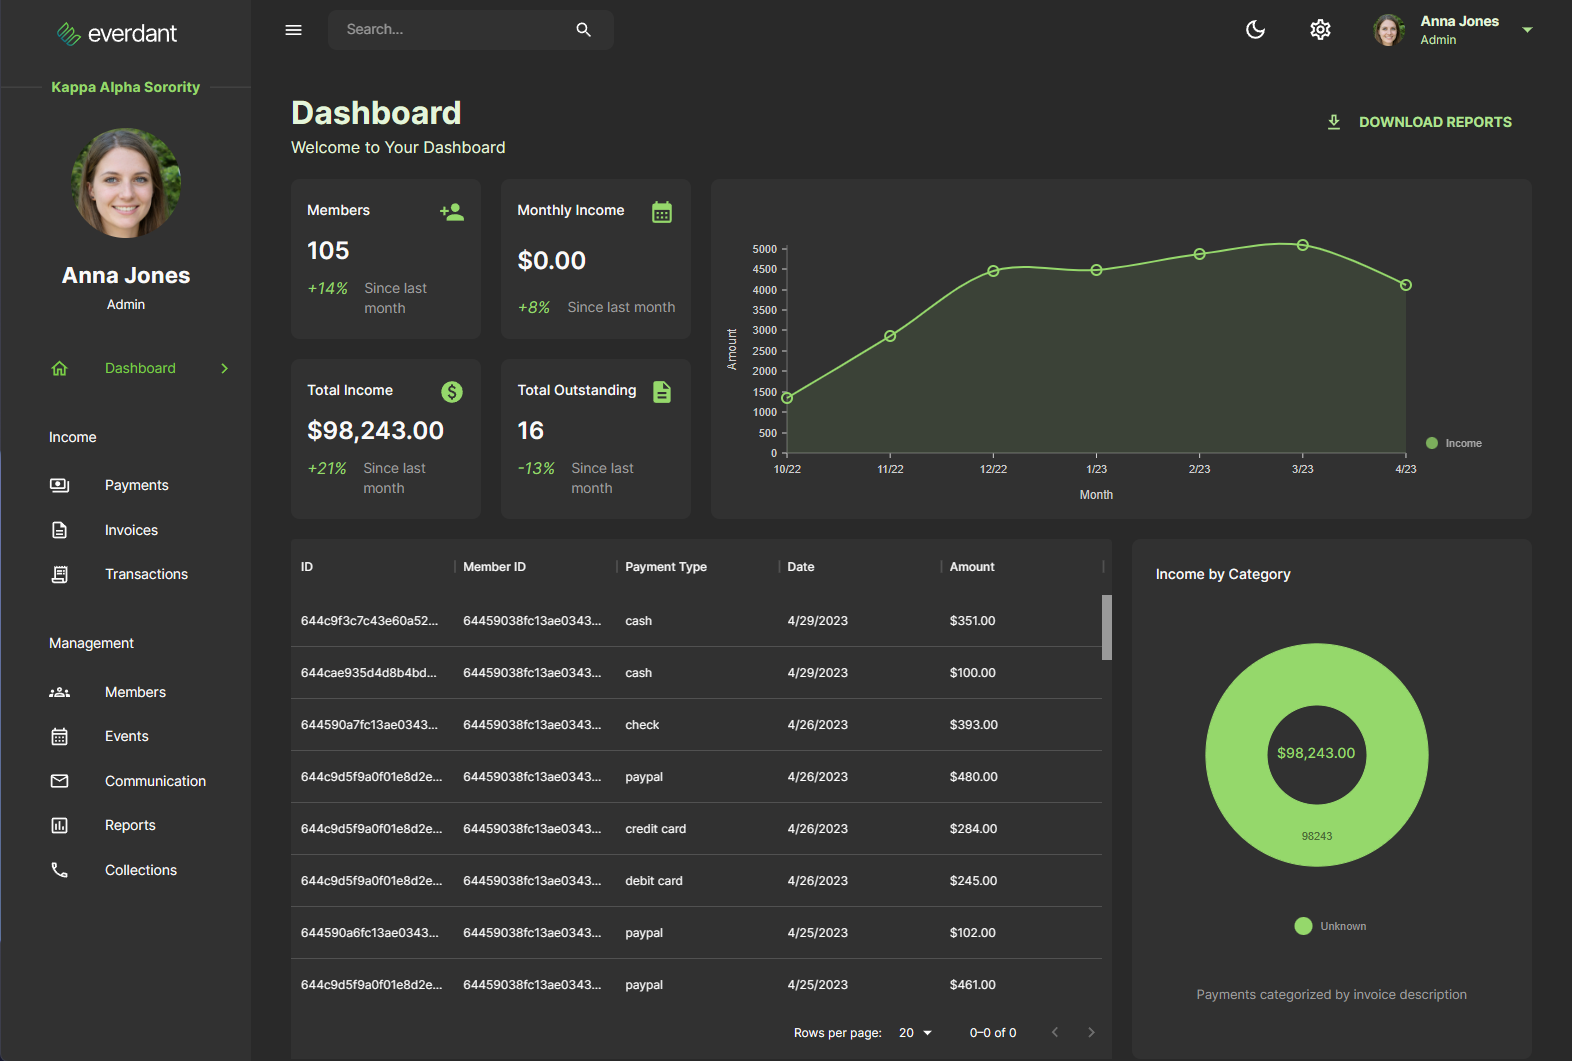 everdant
Search...
Anna Jones
Admin
Kappa Alpha Sorority
Anna Jones
Admin
Dashboard
Income
Payments
Invoices
Transactions
Management
Members
Events
Communication
Reports
Collections
Dashboard
Welcome to Your Dashboard
DOWNLOAD REPORTS
Members
105
+14% Since last
month
Monthly Income
$0.00
+8% Since last month
Total Income
$98,243.00
+21% Since last
month
Total Outstanding
16
-13% Since last
month
5000
4500
4000
3500
3000
2500
2000
1500
1000
500
0
Amount
10/22 11/22 12/22 1/23 2/23 3/23 4/23
Month
Income
ID Member ID Payment Type Date Amount
644c9f3c7c43e60a52... 64459038fc13ae0343... cash 4/29/2023 $351.00
644cae935d4d8b4bd... 64459038fc13ae0343... cash 4/29/2023 $100.00
644590a7fc13ae0343... 64459038fc13ae0343... check 4/26/2023 $393.00
644c9d5f9a0f01e8d2e... 64459038fc13ae0343... paypal 4/26/2023 $480.00
644c9d5f9a0f01e8d2e... 64459038fc13ae0343... credit card 4/26/2023 $284.00
644c9d5f9a0f01e8d2e... 64459038fc13ae0343... debit card 4/26/2023 $245.00
644590a6fc13ae0343... 64459038fc13ae0343... paypal 4/25/2023 $102.00
644c9d5f9a0f01e8d2e... 64459038fc13ae0343... paypal 4/25/2023 $461.00
Rows per page: 20 0–0 of 0
Income by Category
$98,243.00
98243
Unknown
Payments categorized by invoice description